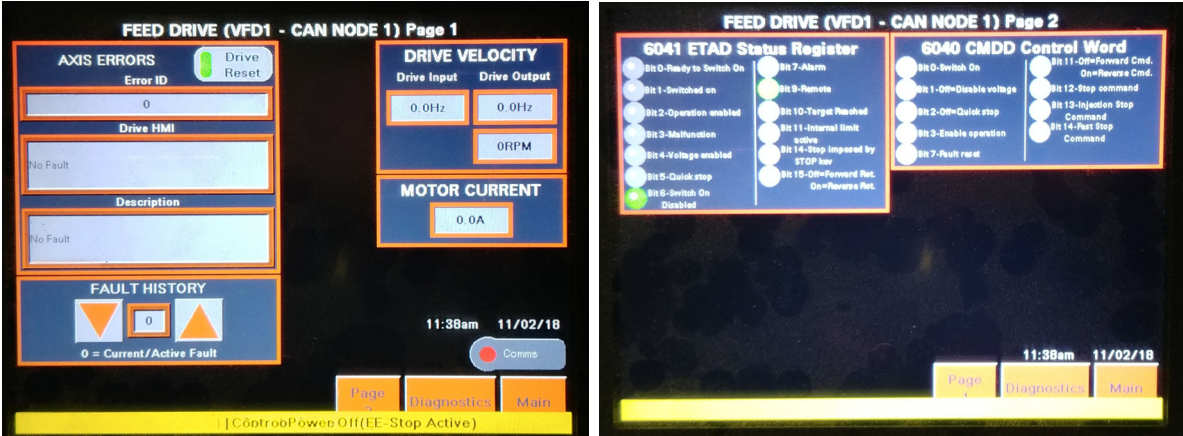 FEED DRIVE (VFD1 - CAN NODE 1) Page 1
AXIS ERRORS
Drive
Reset
Error ID
0
Drive HMI
No Fault
Description
No Fault
FAULT HISTORY
0
0 = Current/Active Fault
DRIVE VELOCITY
Drive Input
Drive Output
0.0Hz
0.0Hz
0RPM
MOTOR CURRENT
0.0A
11:38am 11/02/18
Comms
Page
Diagnostics
Main
Power Off(EE-Stop Active)
FEED DRIVE (VFD1 - CAN NODE 1) Page 2
6041 ETAD Status Register
Bit 0-Ready to Switch On
Bit 1-Switched on
Bit 2-Operation enabled
Bit 3-Malfunction
Bit 4-Voltage enabled
Bit 5-Quick stop
Bit 6-Switch On
Disabled
Bit 7-Alarm
Bit 9-Remote
Bit 10-Target Reached
Bit 11-Internal limit
active
Bit 14-Stop imposed by
STOP key
Bit 15-Off=Forward Rot.
On=Reverse Rot.
6040 CMDD Control Word
Bit 0-Switch On
Bit 1-Off=Disable voltage
Bit 2-Off=Quick stop
Bit 3-Enable operation
Bit 7-Fault reset
Bit 11-Off=Forward Cmd.
On=Reverse Cmd.
Bit 12-Stop command
Bit 13-Injection Stop
Command
Bit 14-Fast Stop
Command
11:38am 11/02/18
Page
Diagnostics
Main